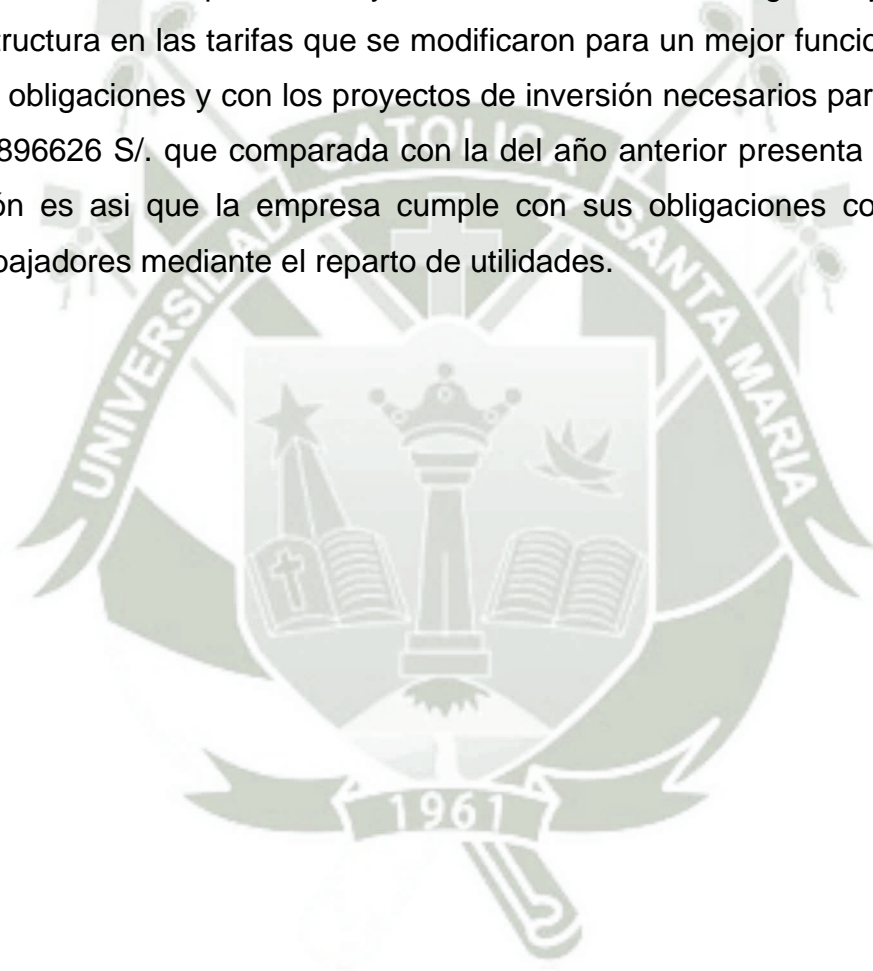 tructura en las tarifas que se modificaron para un mejor funcio
obligaciones y con los proyectos de inversión necesarios par
896626 S/. que comparada con la del año anterior presenta
ón es asi que la empresa cumple con sus obligaciones co
bajadores mediante el reparto de utilidades.
UNIVERSIDAD CATOLICA SANTA MARIA
1961